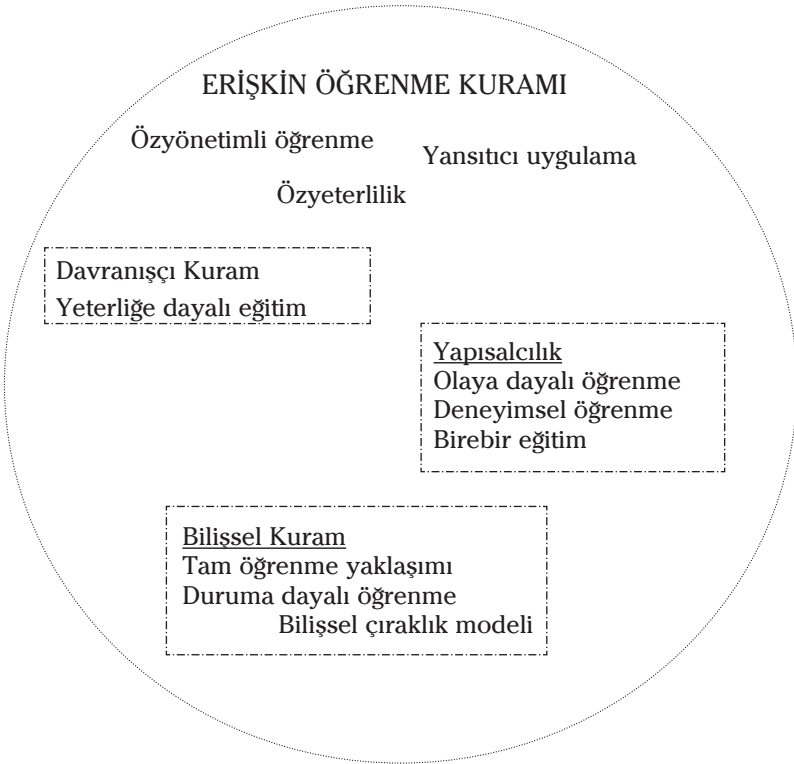 ERİŞKİN ÖĞRENME KURAMI
Özyönetimli öğrenme
Yansıtıcı uygulama
Özyeterlilik
Davranışçı Kuram
Yeterliğe dayalı eğitim
Yapısalcılık
Olaya dayalı öğrenme
Deneyimsel öğrenme
Birebir eğitim
Bilişsel Kuram
Tam öğrenme yaklaşımı
Duruma dayalı öğrenme
Bilişsel çıraklık modeli